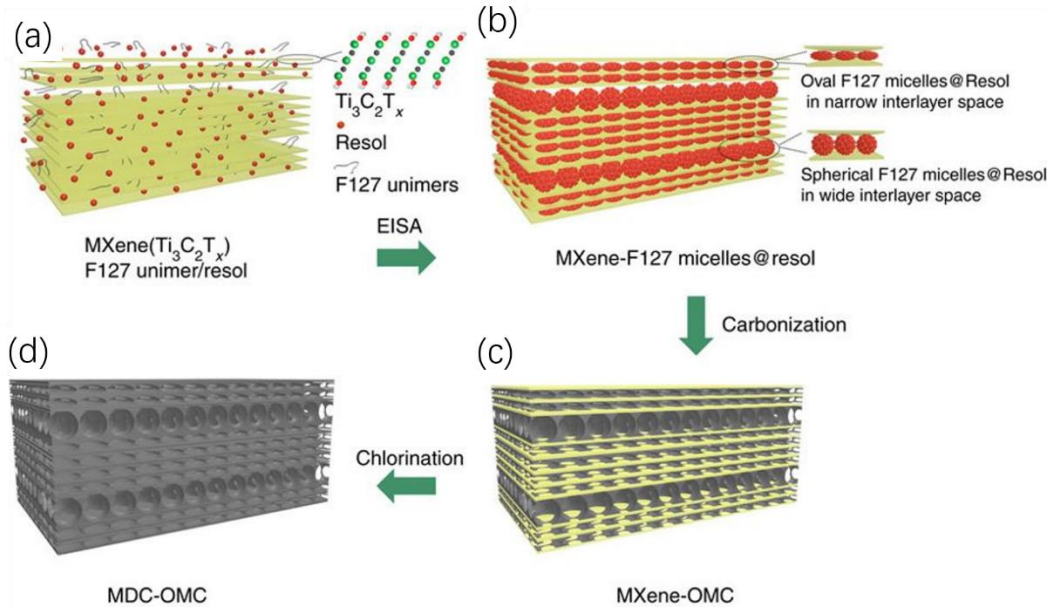 (a)
Ti₃C₂Tₓ
Resol
F127 unimers
MXene(Ti₃C₂Tₓ)
F127 unimer/resol
EISA
(b)
Oval F127 micelles@Resol
in narrow interlayer space
Spherical F127 micelles@Resol
in wide interlayer space
MXene-F127 micelles@resol
Carbonization
(c)
MXene-OMC
Chlorination
(d)
MDC-OMC